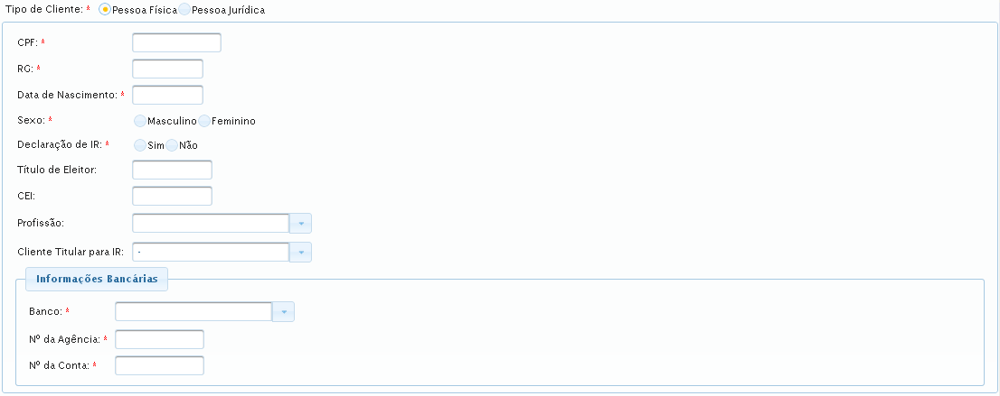 Tipo de Cliente: * Pessoa Física Pessoa Jurídica
CPF: *
RG: *
Data de Nascimento: *
Sexo: * Masculino Feminino
Declaração de IR: * Sim Não
Título de Eleitor:
CEI:
Profissão:
Cliente Titular para IR: -
Informações Bancárias
Banco: *
Nº da Agência: *
Nº da Conta: *